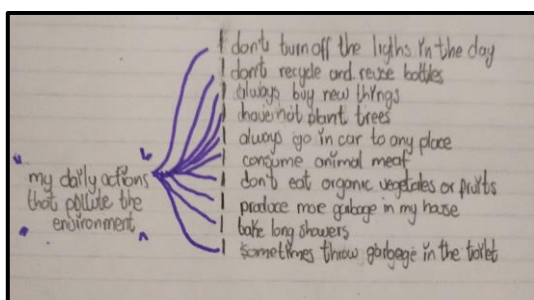 I don't turn off the ligths in the day
I don't recycle and reuse bottles
I always buy new things
I have not plant trees
I always go in car to any place
I consume animal meat
I don't eat organic vegetales or fruits
I produce more garbage in my house
I take long showers
I sometimes throw garbage in the toilet
my daily actions
that pollute the
environment